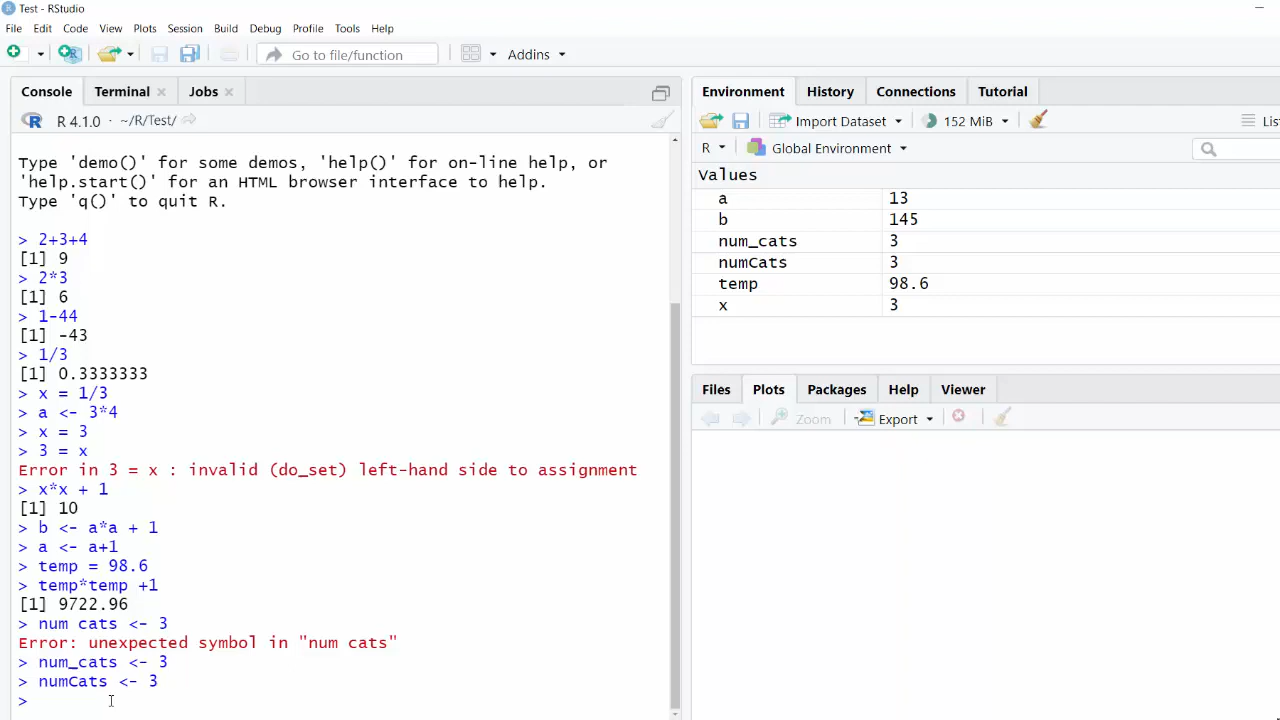 Test - RStudio
File Edit Code View Plots Session Build Debug Profile Tools Help
Go to file/function
Addins
Console Terminal Jobs
R 4.1.0 · ~/R/Test/
Type 'demo()' for some demos, 'help()' for on-line help, or
'help.start()' for an HTML browser interface to help.
Type 'q()' to quit R.
> 2+3+4
[1] 9
> 2*3
[1] 6
> 1-44
[1] -43
> 1/3
[1] 0.3333333
> x = 1/3
> a <- 3*4
> x = 3
> 3 = x
Error in 3 = x : invalid (do_set) left-hand side to assignment
> x*x + 1
[1] 10
> b <- a*a + 1
> a <- a+1
> temp = 98.6
> temp*temp +1
[1] 9722.96
> num cats <- 3
Error: unexpected symbol in "num cats"
> num_cats <- 3
> numCats <- 3
>
Environment History Connections Tutorial
Import Dataset 152 MiB Lis
R Global Environment
Values
a 13
b 145
num_cats 3
numCats 3
temp 98.6
x 3
Files Plots Packages Help Viewer
Zoom Export